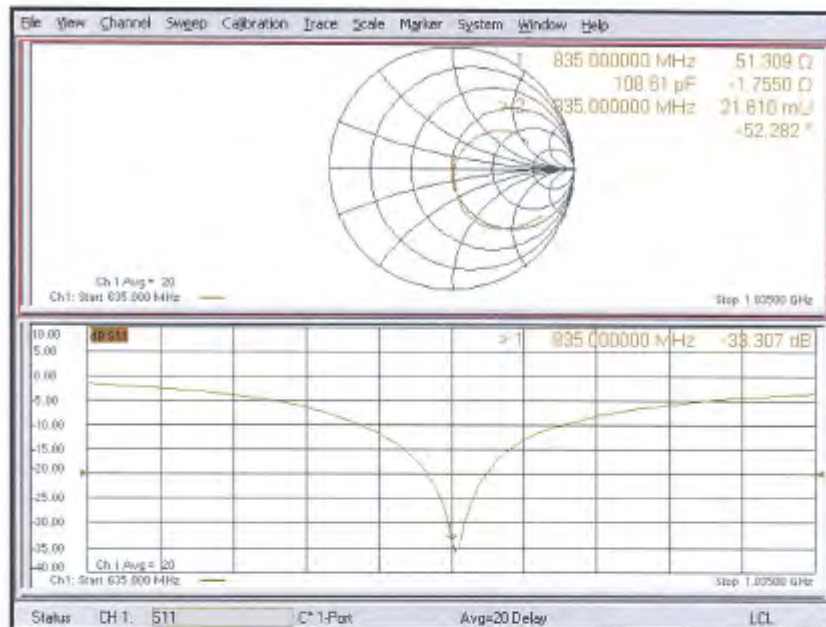 File View Channel Sweep Calibration Trace Scale Marker System Window Help
1 835.000000 MHz 51.309 Ω
108.61 pF -1.7550 Ω
>2 835.000000 MHz 21.610 mU
-52.282 °
Ch 1 Avg = 20
Ch1: Start 635.000 MHz
Stop 1.03500 GHz
10.00
dB S11
>1 835.000000 MHz -33.307 dB
5.00
0.00
-5.00
-10.00
-15.00
-20.00
-25.00
-30.00
-35.00
-40.00
Ch 1 Avg = 20
Ch1: Start 635.000 MHz
Stop 1.03500 GHz
Status CH 1: S11 C* 1-Port Avg=20 Delay LCL